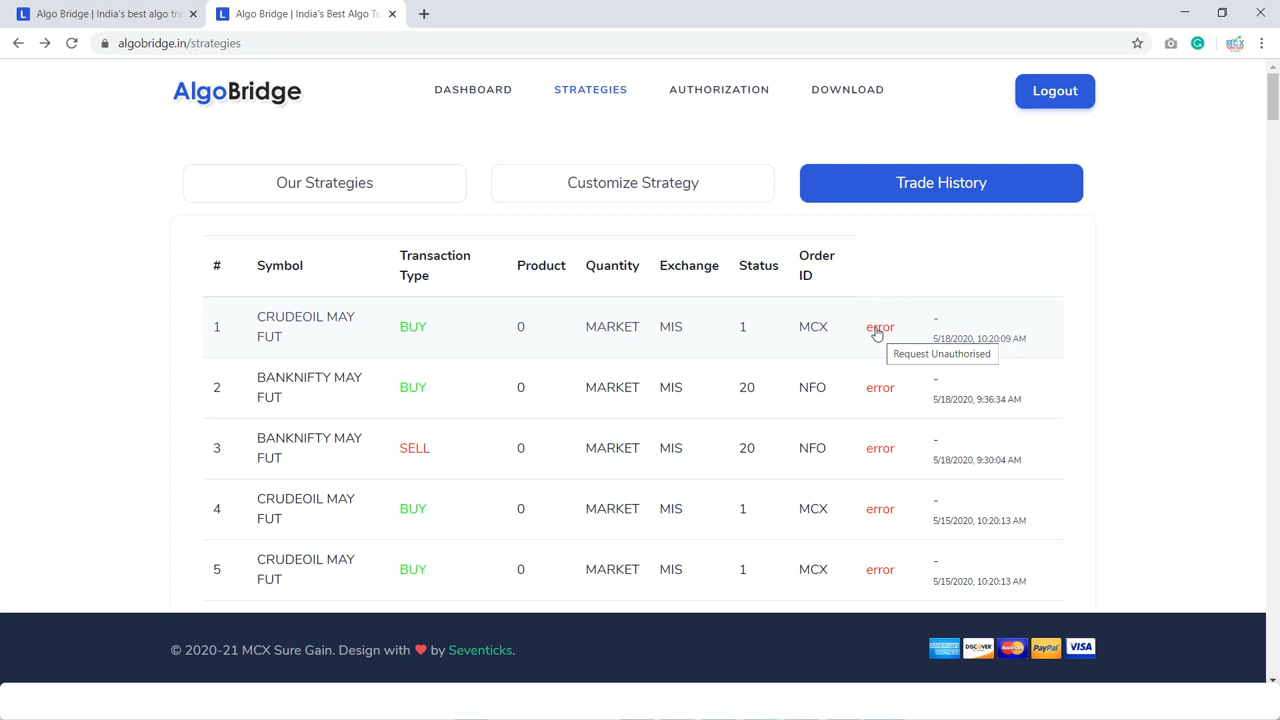 Algo Bridge | India's best algo tra
Algo Bridge | India's Best Algo Tr
algobridge.in/strategies
AlgoBridge
DASHBOARD STRATEGIES AUTHORIZATION DOWNLOAD
Logout
Our Strategies Customize Strategy Trade History
# Symbol Transaction Type Product Quantity Exchange Status Order ID
1 CRUDEOIL MAY FUT BUY 0 MARKET MIS 1 MCX error - 5/18/2020, 10:20:09 AM
Request Unauthorised
2 BANKNIFTY MAY FUT BUY 0 MARKET MIS 20 NFO error - 5/18/2020, 9:36:34 AM
3 BANKNIFTY MAY FUT SELL 0 MARKET MIS 20 NFO error - 5/18/2020, 9:30:04 AM
4 CRUDEOIL MAY FUT BUY 0 MARKET MIS 1 MCX error - 5/15/2020, 10:20:13 AM
5 CRUDEOIL MAY FUT BUY 0 MARKET MIS 1 MCX error - 5/15/2020, 10:20:13 AM
© 2020-21 MCX Sure Gain. Design with ❤ by Seventicks.
DISCOVER PayPal VISA